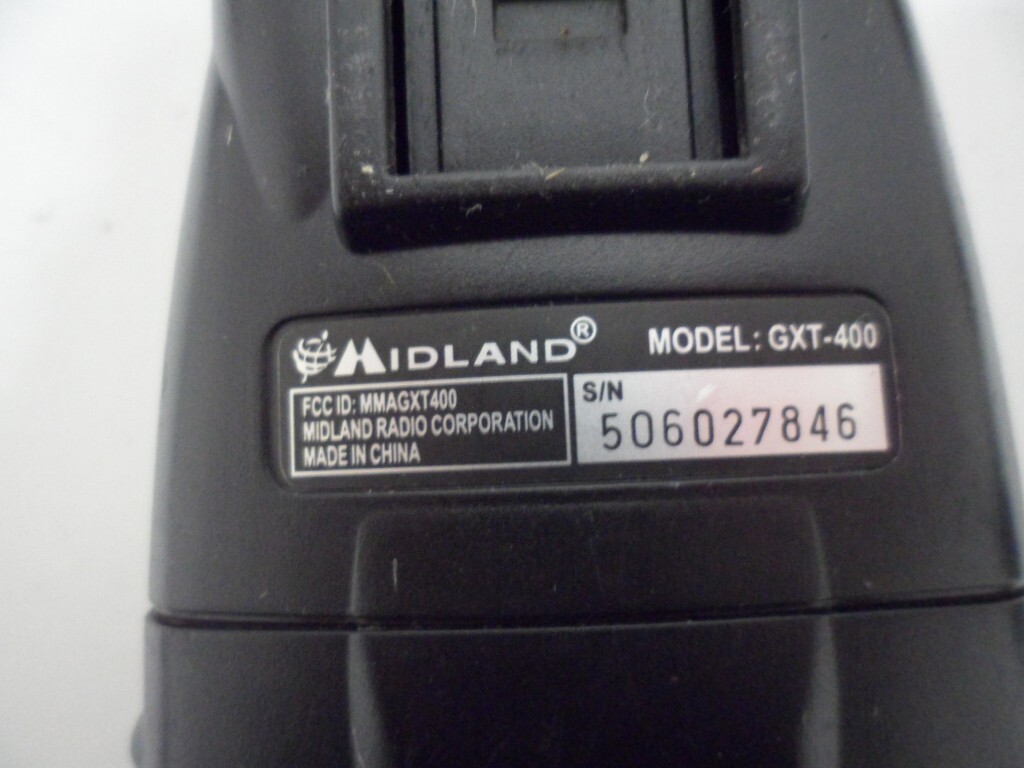 MIDLAND®
MODEL: GXT-400
FCC ID: MMAGXT400
MIDLAND RADIO CORPORATION
MADE IN CHINA
S/N
506027846